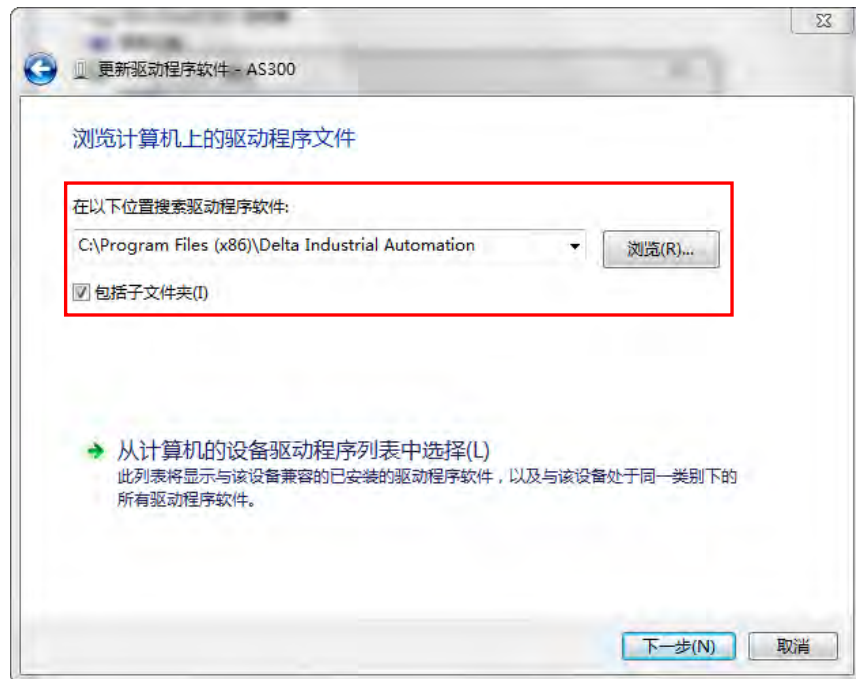 更新驱动程序软件 - AS300
浏览计算机上的驱动程序文件
在以下位置搜索驱动程序软件:
C:\Program Files (x86)\Delta Industrial Automation
浏览(R)...
包括子文件夹(I)
从计算机的设备驱动程序列表中选择(L)
此列表将显示与该设备兼容的已安装的驱动程序软件，以及与该设备处于同一类别下的
所有驱动程序软件。
下一步(N)
取消